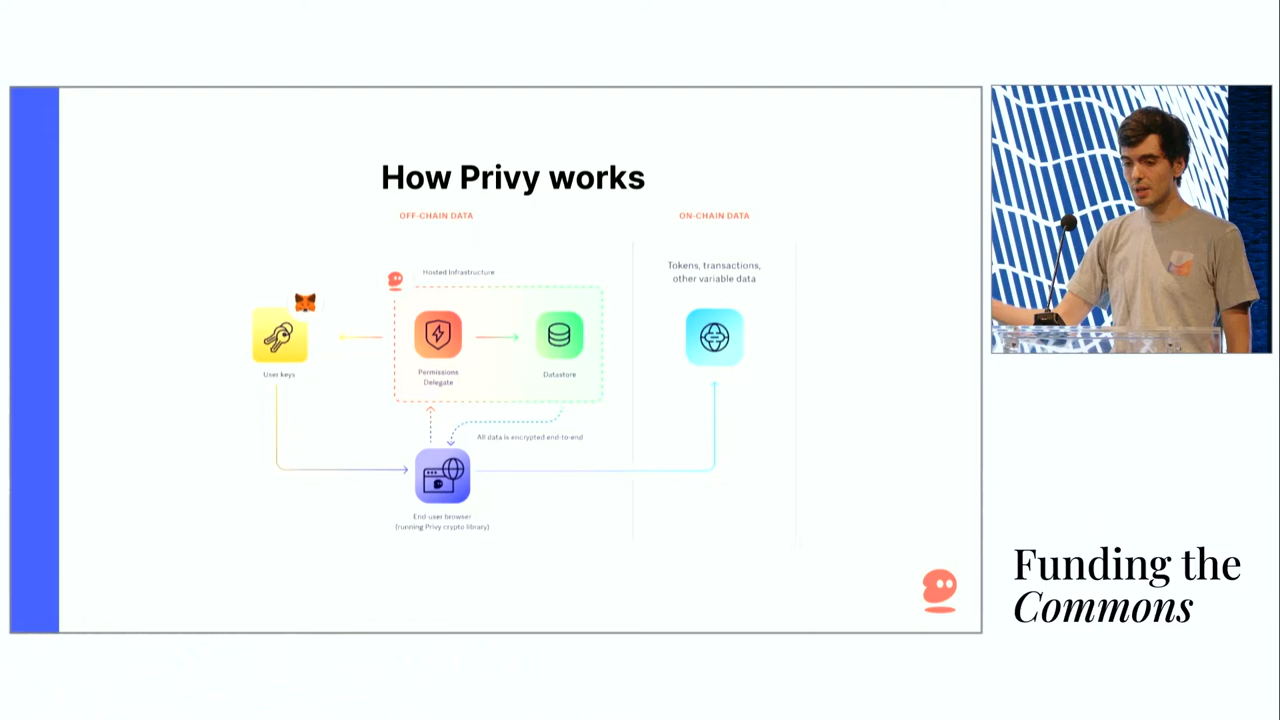 How Privy works
OFF-CHAIN DATA
ON-CHAIN DATA
Hosted Infrastructure
Tokens, transactions,
other variable data
User keys
Permissions
Delegate
Datastore
All data is encrypted end-to-end
End-user browser
(running Privy crypto library)
Funding the
Commons